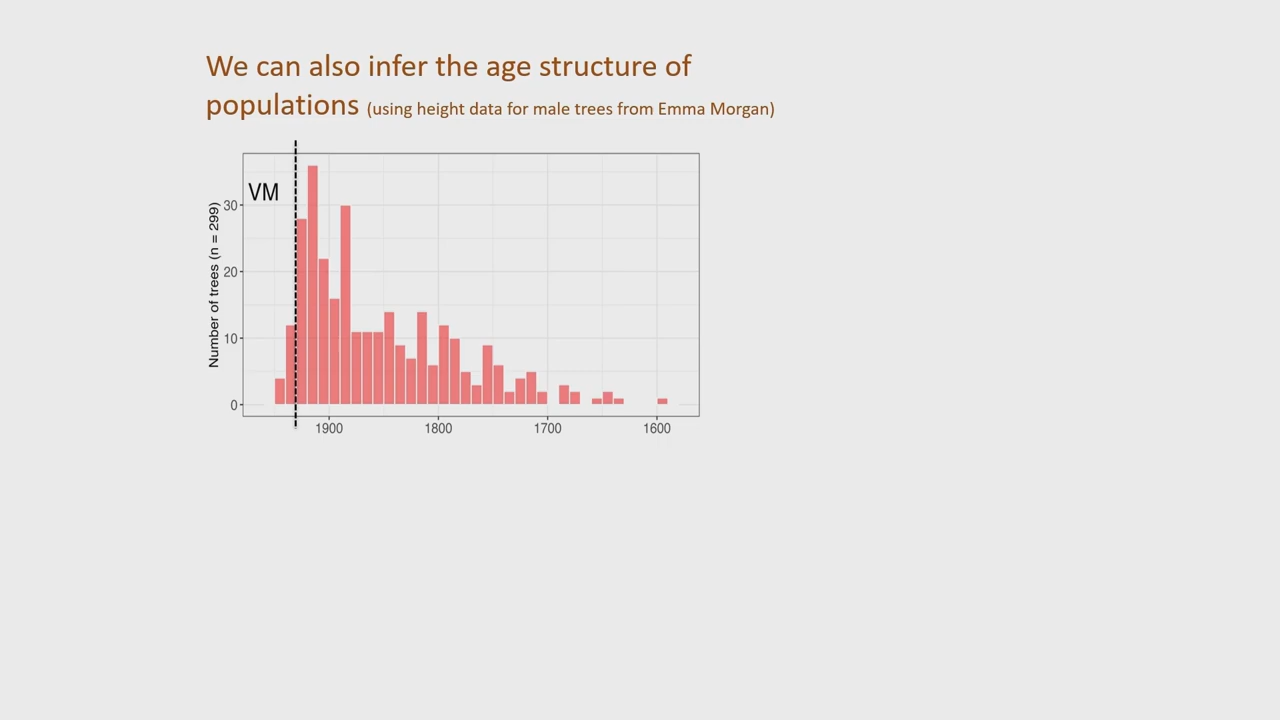 We can also infer the age structure of
populations (using height data for male trees from Emma Morgan)
VM
Number of trees (n = 299)
30
20
10
0
1900 1800 1700 1600